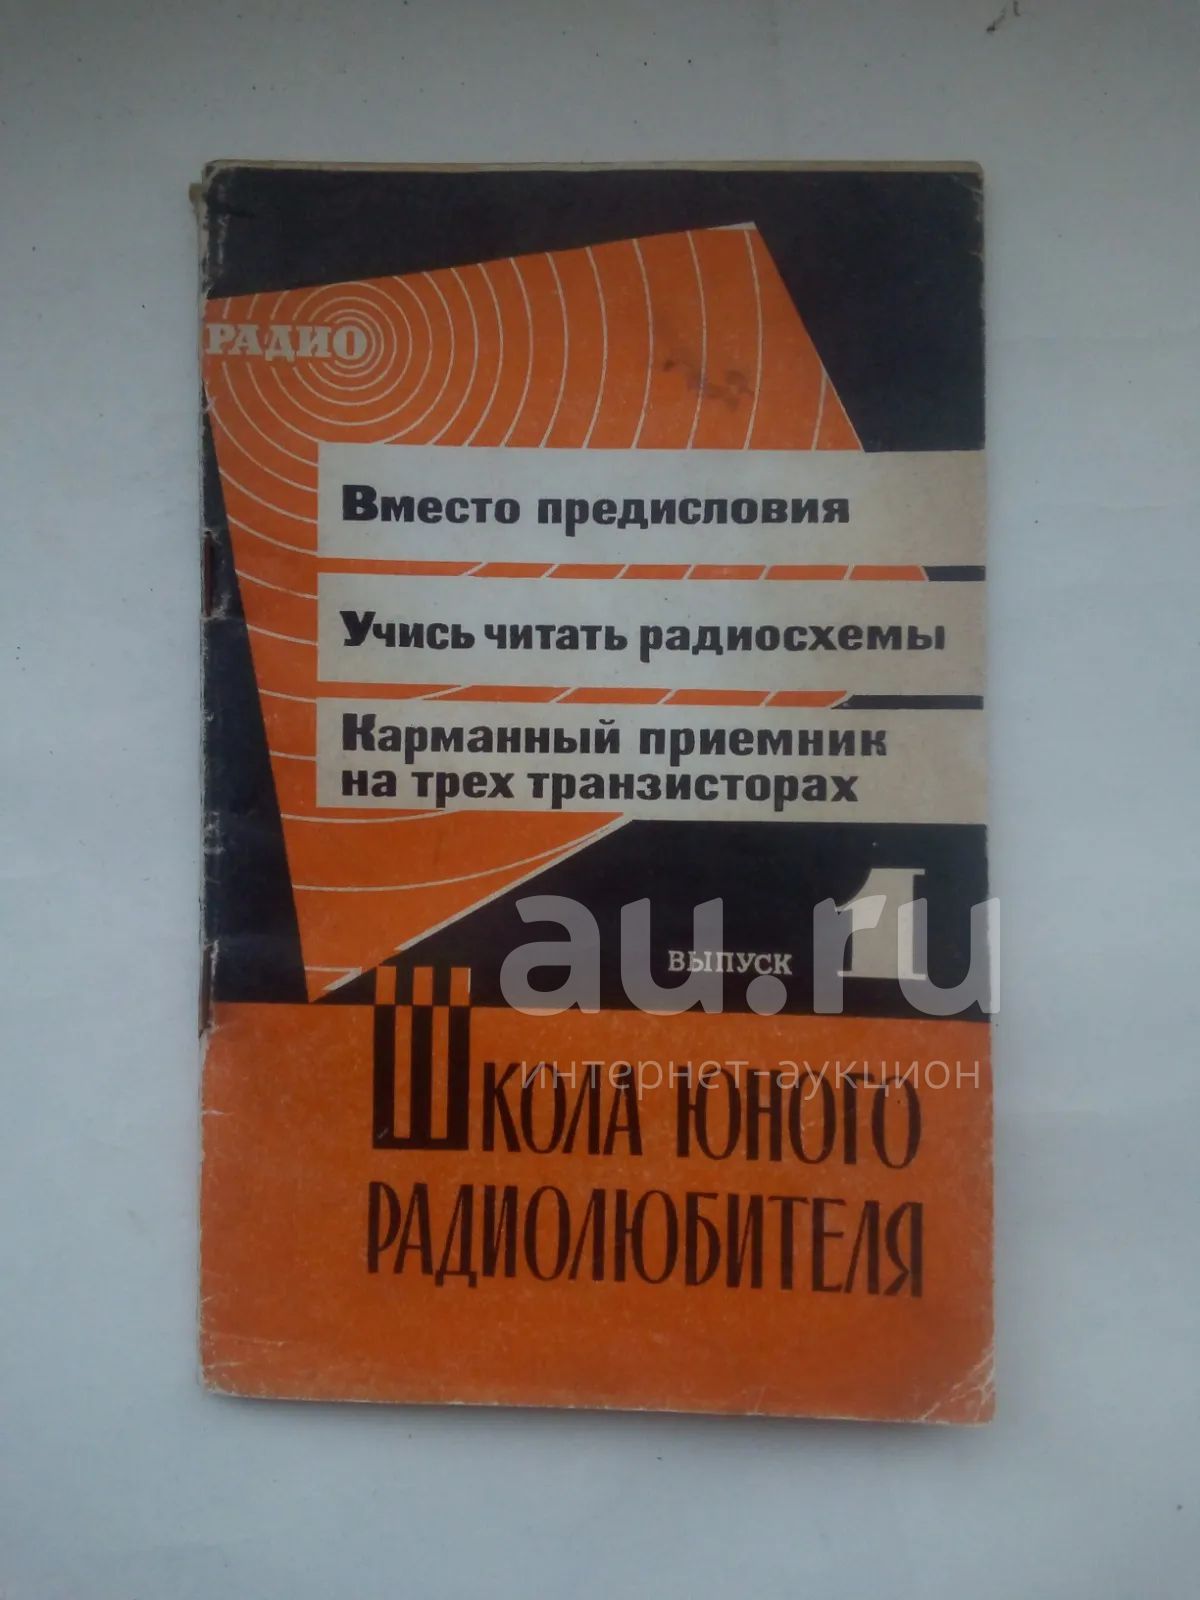 РАДИО
Вместо предисловия
Учись читать радиосхемы
Карманный приемник
на трех транзисторах
ВЫПУСК 1
au.ru
интернет-аукцион
Школа юного
радиолюбителя